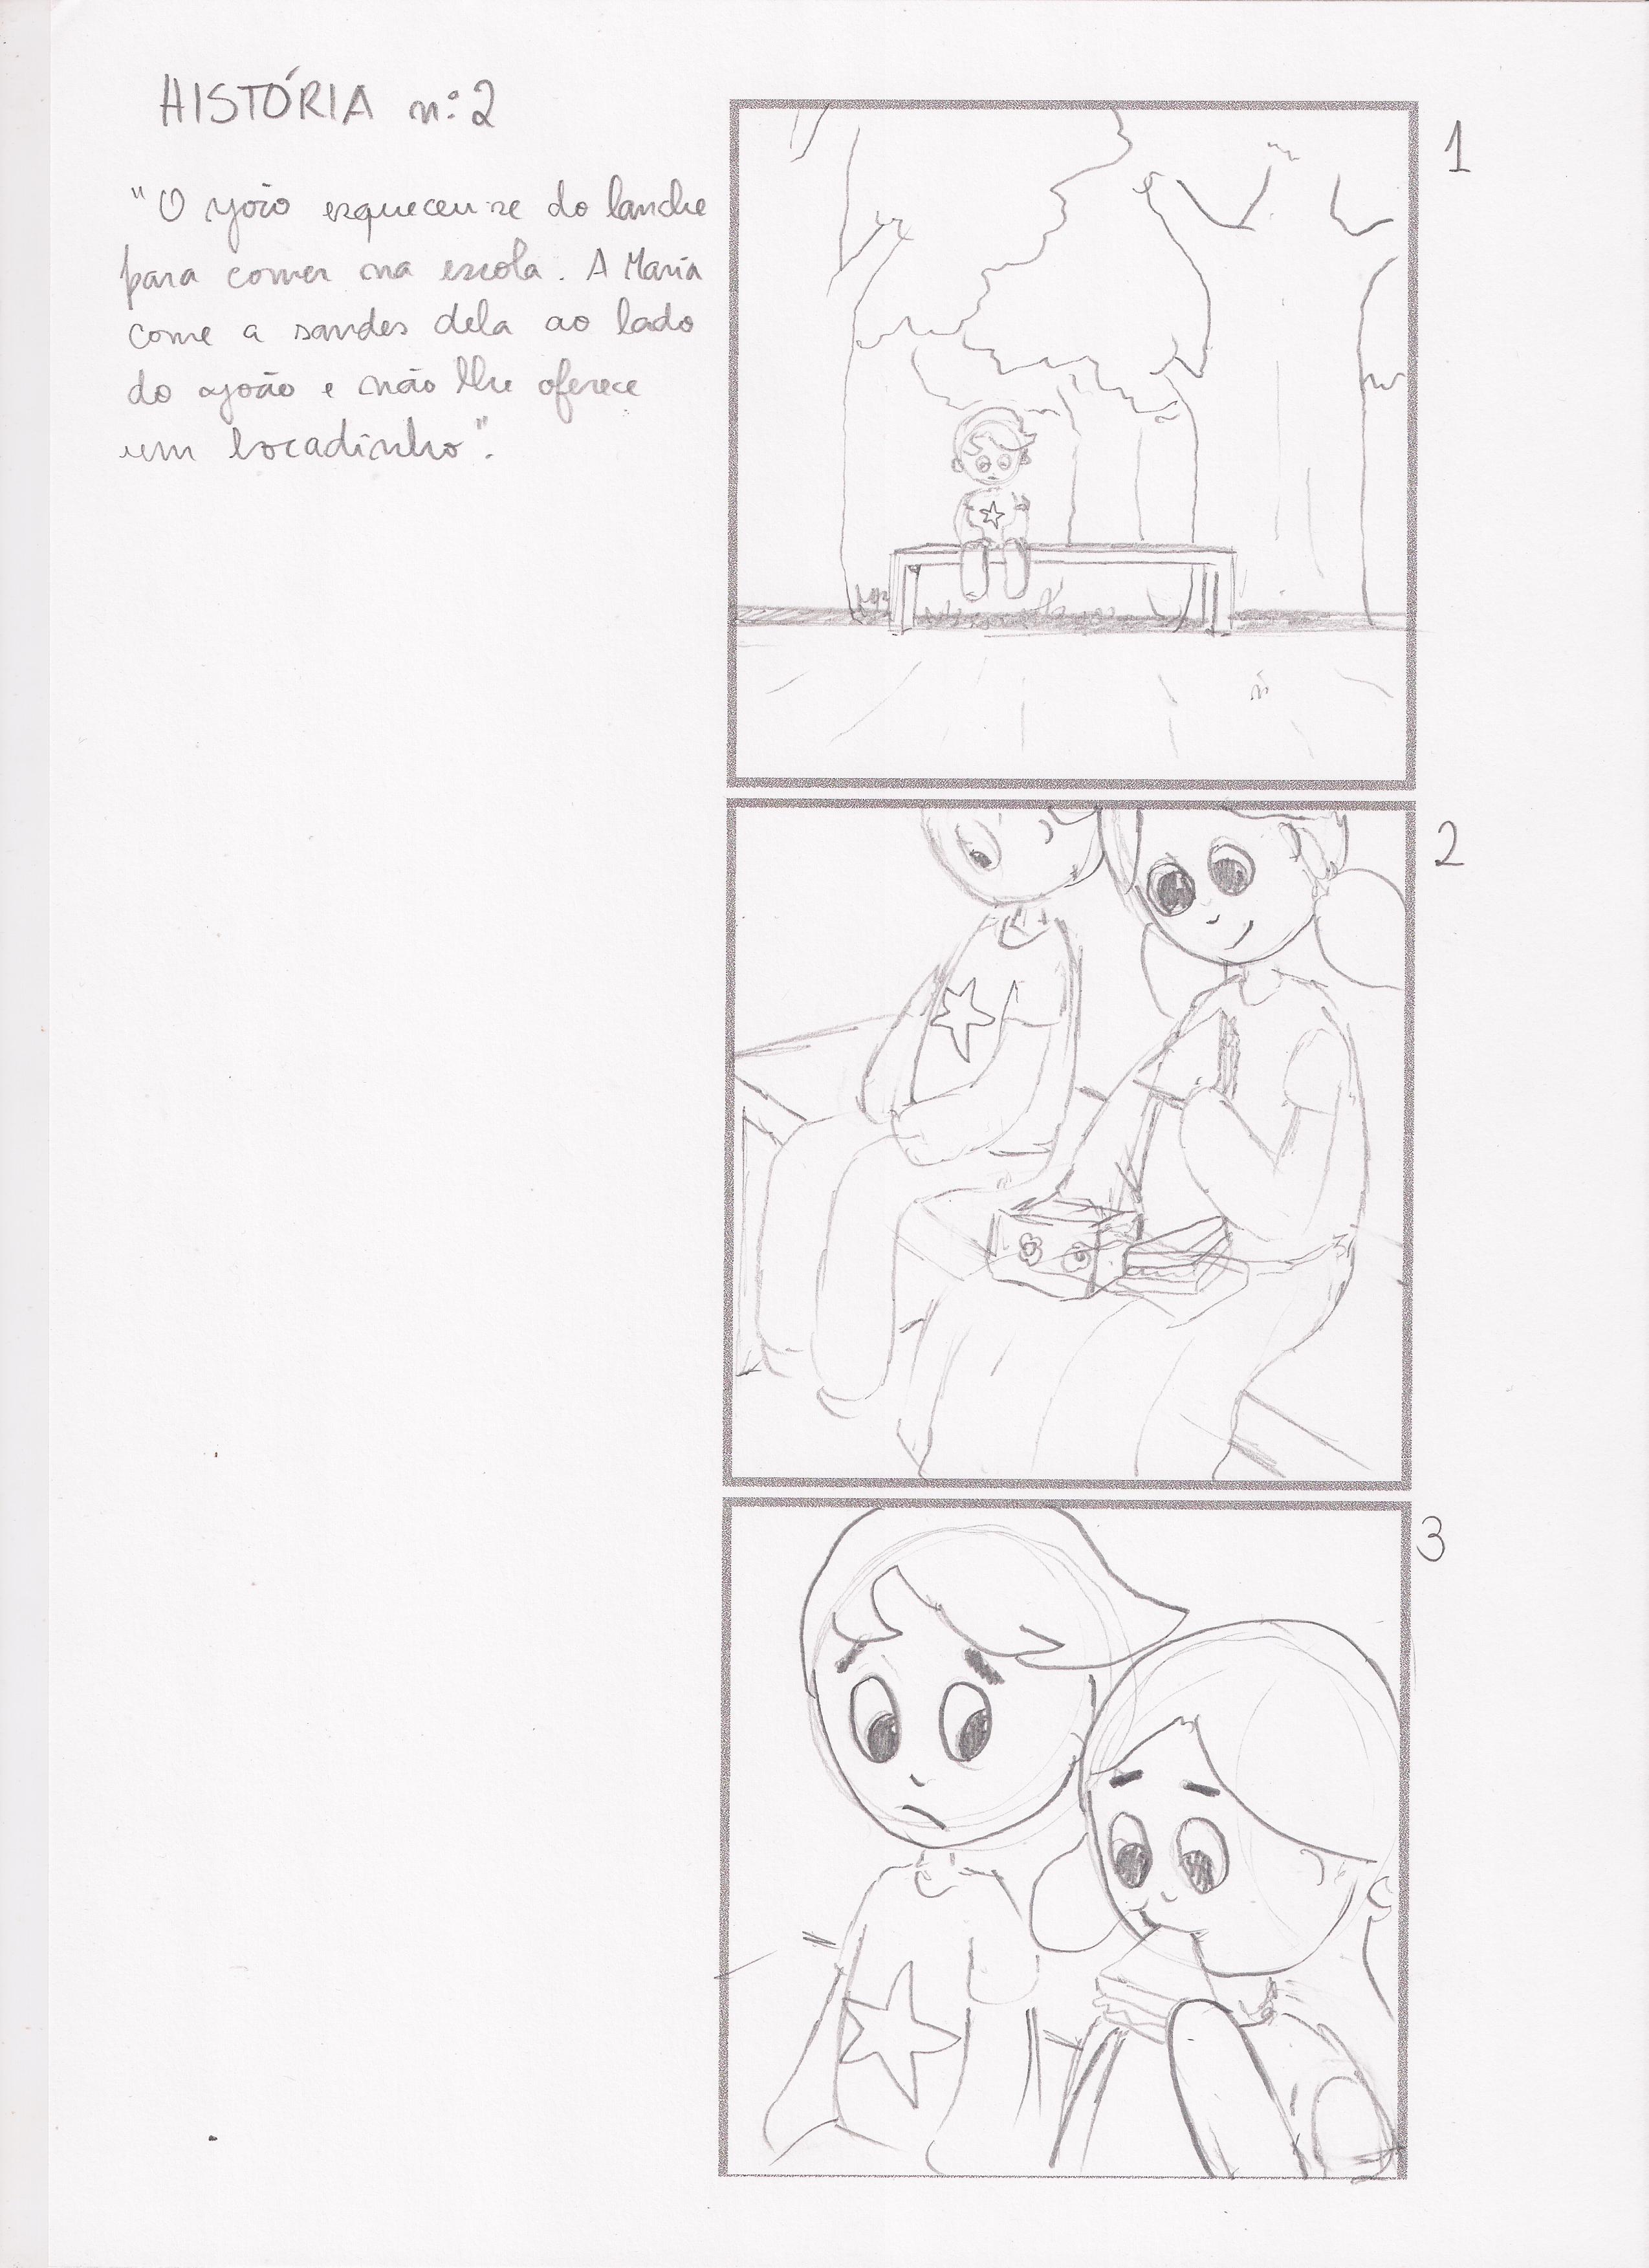 HISTÓRIA nº2
"O João esqueceu-se do lanche
para comer na escola. A Maria
come a sandes dela ao lado
do João e não lhe oferece
um bocadinho".
1
2
3